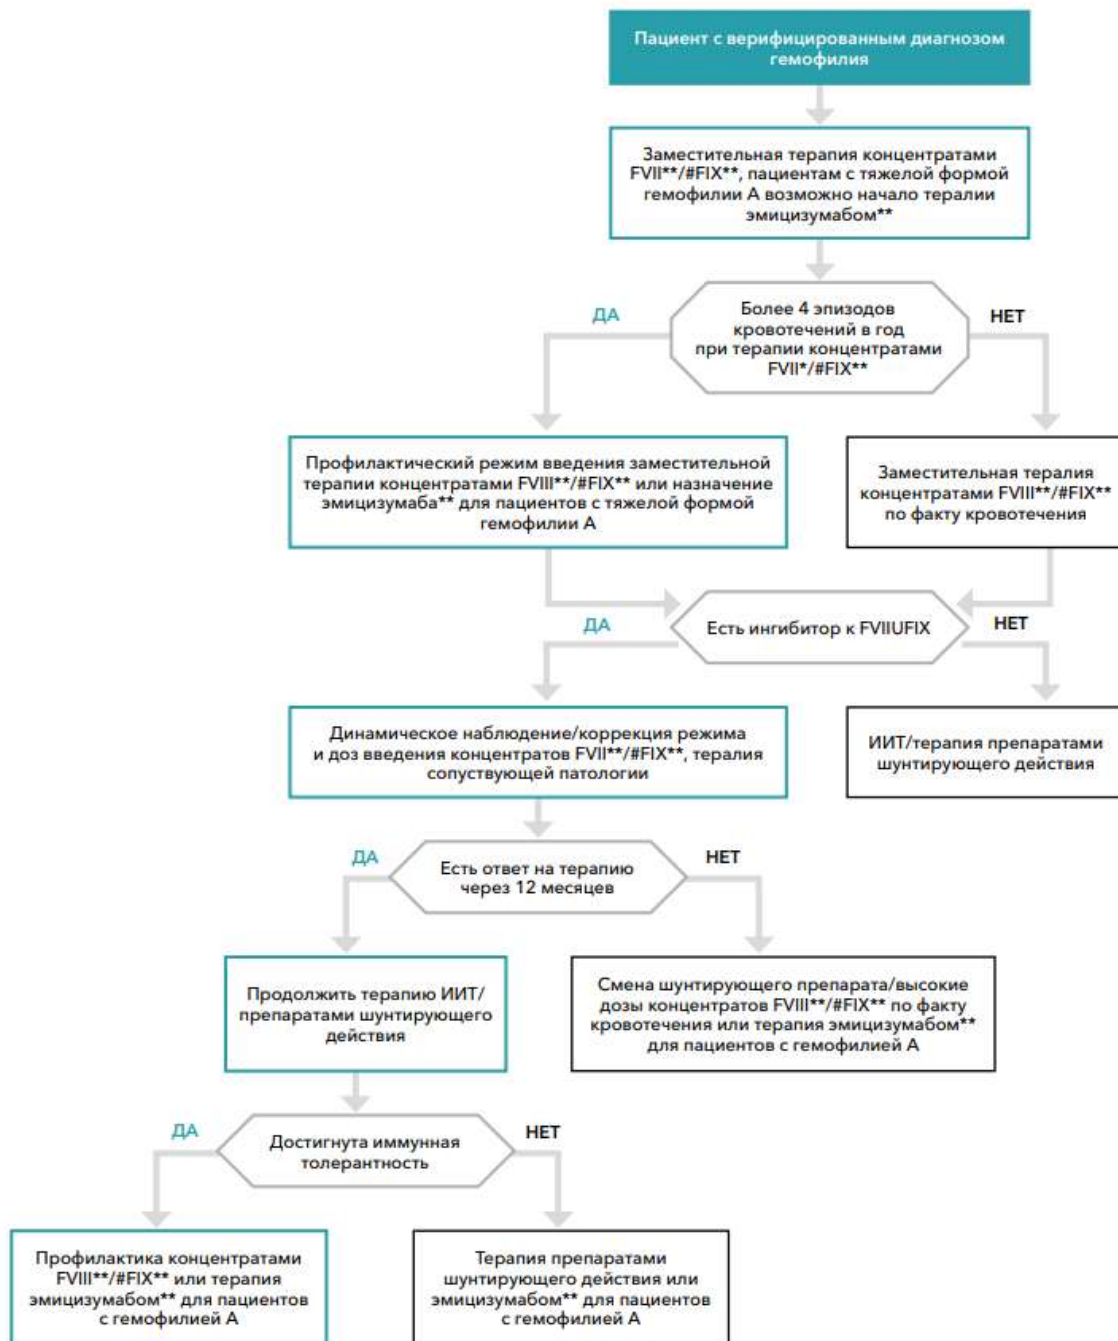 Пациент с верифицированным диагнозом
гемофилия
Заместительная терапия концентратами
FVII**/#FIX**, пациентам с тяжелой формой
гемофилии А возможно начало тералии
эмицизумабом**
Более 4 эпизодов
кровотечений в год
при терапии концентратами
FVII*/#FIX**
ДА
НЕТ
Профилактический режим введения заместительной
терапии концентратами FVIII**/#FIX** или назначение
эмицизумаба** для пациентов с тяжелой формой
гемофилии А
Заместительная тералия
концентратами FVIII**/#FIX**
по факту кровотечения
Есть ингибитор к FVIIUFIX
ДА
НЕТ
Динамическое наблюдение/коррекция режима
и доз введения концентратов FVII**/#FIX**, тералия
сопуствующей патологии
ИИТ/терапия препаратами
шунтирующего действия
Есть ответ на терапию
через 12 месяцев
ДА
НЕТ
Продолжить терапию ИИТ/
препаратами шунтирующего
действия
Смена шунтирующего препарата/высокие
дозы концентратов FVIII**/#FIX** по факту
кровотечения или терапия эмицизумабом**
для пациентов с гемофилией А
Достигнута иммунная
толерантность
ДА
НЕТ
Профилактика концентратами
FVIII**/#FIX** или терапия
эмицизумабом** для пациентов
с гемофилией А
Терапия препаратами
шунтирующего действия или
эмицизумабом** для пациентов
с гемофилией А